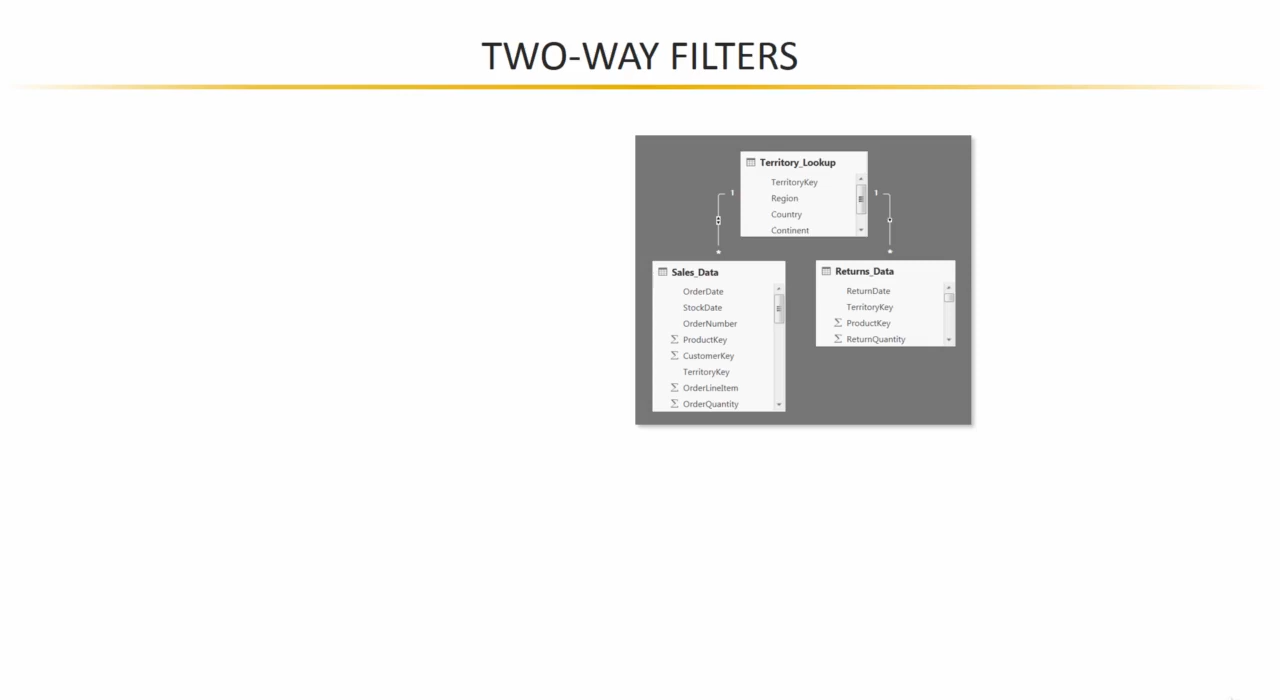 TWO-WAY FILTERS
Territory_Lookup
TerritoryKey
Region
Country
Continent
1
1
*
*
Sales_Data
OrderDate
StockDate
OrderNumber
Σ ProductKey
Σ CustomerKey
TerritoryKey
Σ OrderLineItem
Σ OrderQuantity
Returns_Data
ReturnDate
TerritoryKey
Σ ProductKey
Σ ReturnQuantity